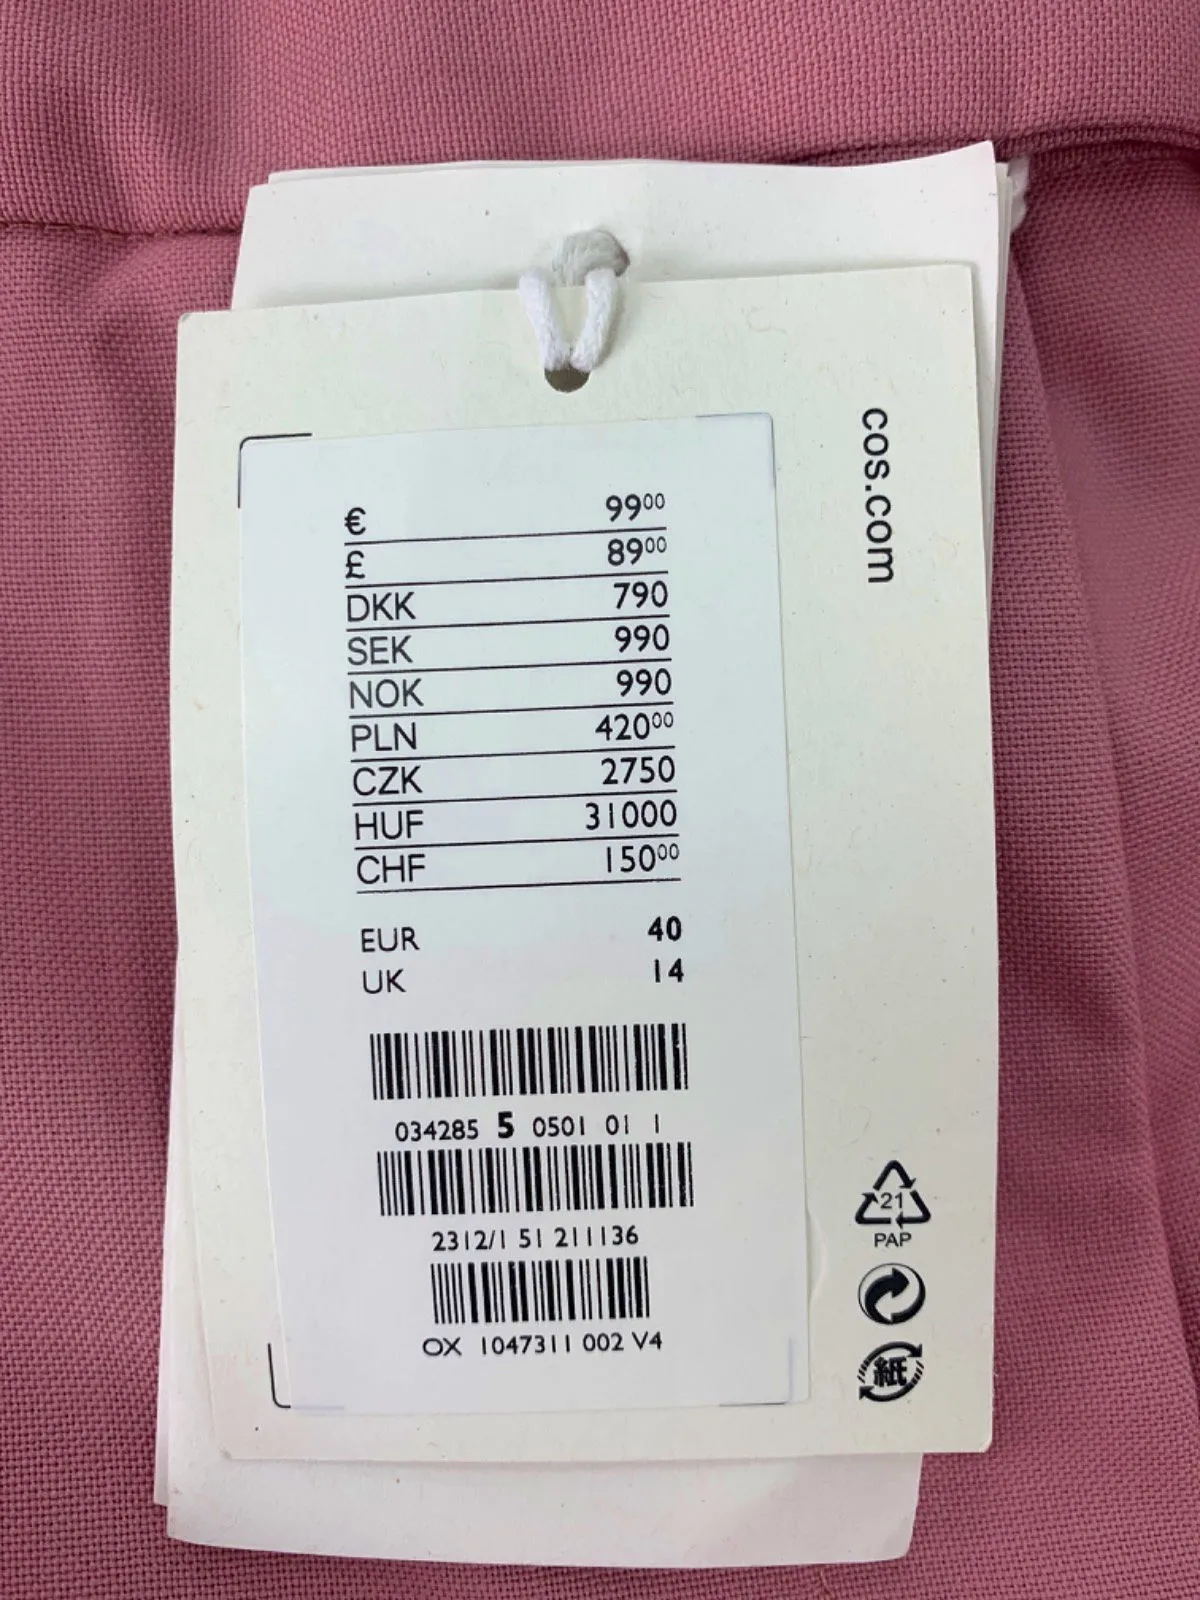 cos.com
€ 99⁰⁰
£ 89⁰⁰
DKK 790
SEK 990
NOK 990
PLN 420⁰⁰
CZK 2750
HUF 31000
CHF 150⁰⁰
EUR 40
UK 14
034285 5 0501 01 1
2312/1 51 211136
OX 1047311 002 V4
21
PAP
紙